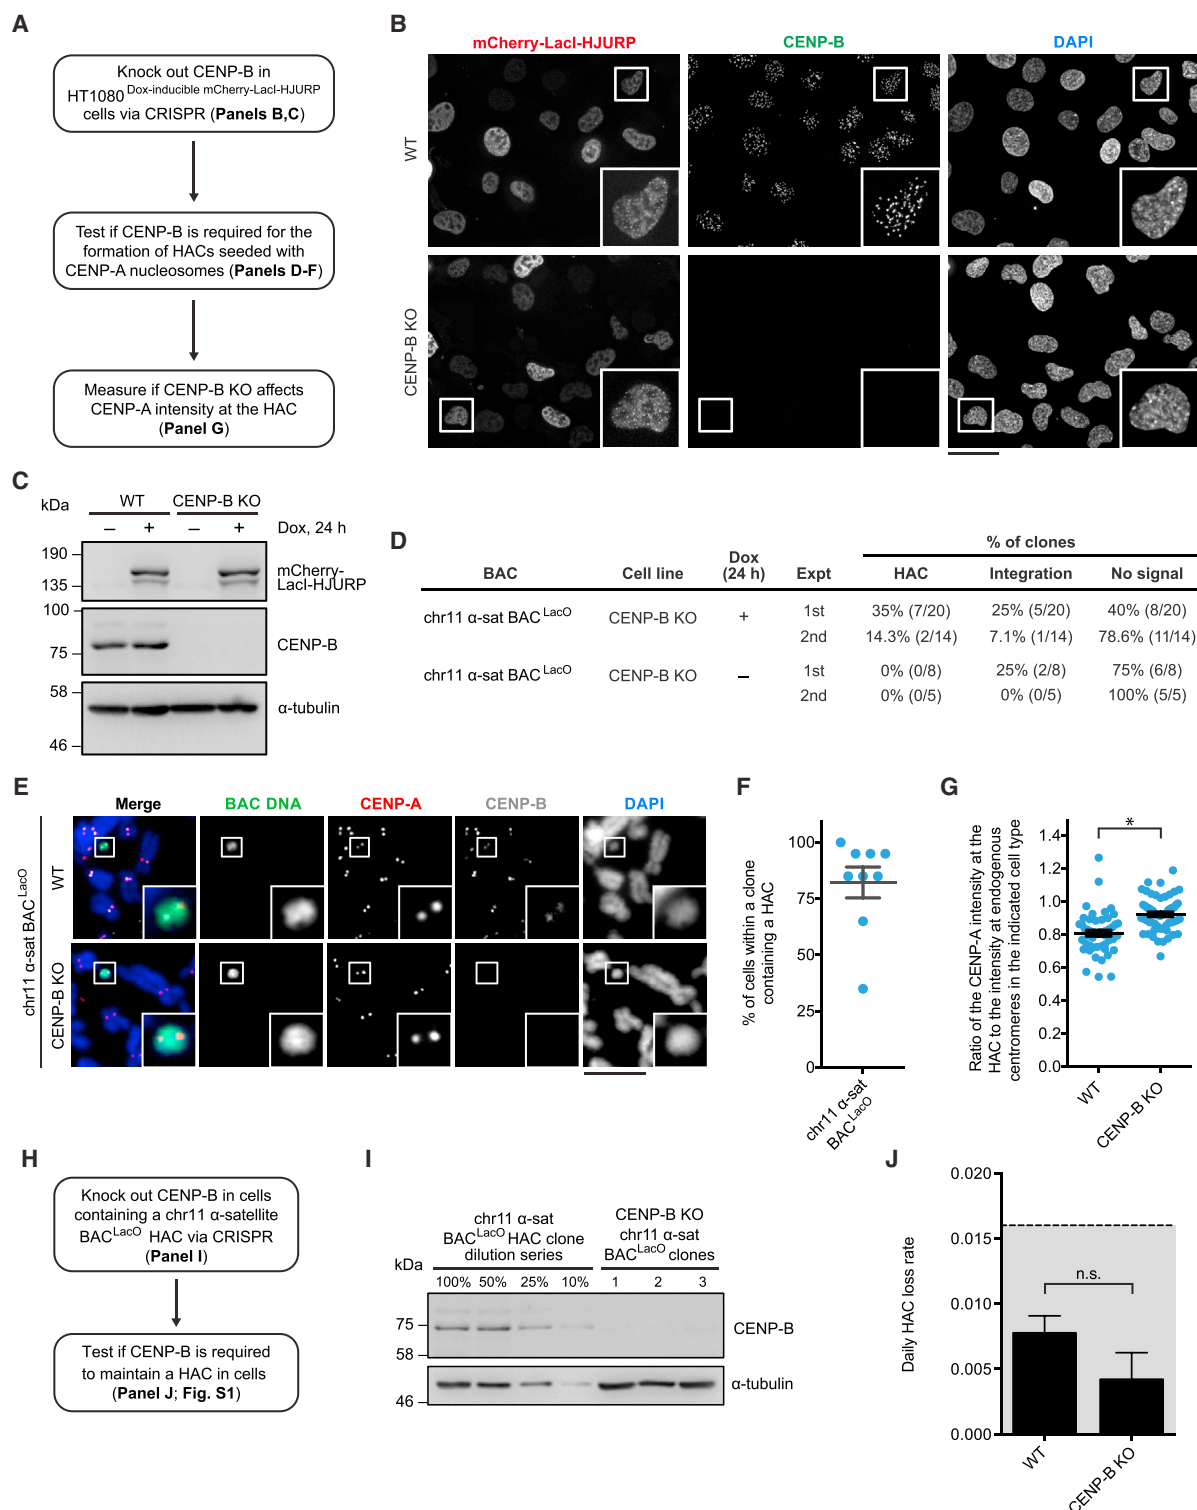 A
Knock out CENP-B in
HT1080 Dox-inducible mCherry-LacI-HJURP
cells via CRISPR (Panels B,C)
Test if CENP-B is required for the
formation of HACs seeded with
CENP-A nucleosomes (Panels D-F)
Measure if CENP-B KO affects
CENP-A intensity at the HAC
(Panel G)
B
mCherry-LacI-HJURP CENP-B DAPI
WT
CENP-B KO
C
kDa WT CENP-B KO
– + – + Dox, 24 h
190
135
mCherry-
LacI-HJURP
100
75
CENP-B
58
46
α-tubulin
D
% of clones
BAC Cell line Dox (24 h) Expt HAC Integration No signal
chr11 α-sat BAC LacO CENP-B KO + 1st 35% (7/20) 25% (5/20) 40% (8/20)
2nd 14.3% (2/14) 7.1% (1/14) 78.6% (11/14)
chr11 α-sat BAC LacO CENP-B KO – 1st 0% (0/8) 25% (2/8) 75% (6/8)
2nd 0% (0/5) 0% (0/5) 100% (5/5)
E
Merge BAC DNA CENP-A CENP-B DAPI
chr11 α-sat BAC LacO
WT
CENP-B KO
F
% of cells within a clone
containing a HAC
100
75
50
25
0
chr11 α-sat
BAC LacO
G
Ratio of the CENP-A intensity at the
HAC to the intensity at endogenous
centromeres in the indicated cell type
1.4
1.2
1.0
0.8
0.6
0.4
0.2
0.0
*
WT
CENP-B KO
H
Knock out CENP-B in cells
containing a chr11 α-satellite
BAC LacO HAC via CRISPR
(Panel I)
Test if CENP-B is required
to maintain a HAC in cells
(Panel J; Fig. S1)
I
chr11 α-sat
BAC LacO HAC clone
dilution series
CENP-B KO
chr11 α-sat
BAC LacO clones
kDa
100% 50% 25% 10% 1 2 3
75
58
CENP-B
46
α-tubulin
J
Daily HAC loss rate
0.020
0.015
0.010
0.005
0.000
n.s.
WT
CENP-B KO